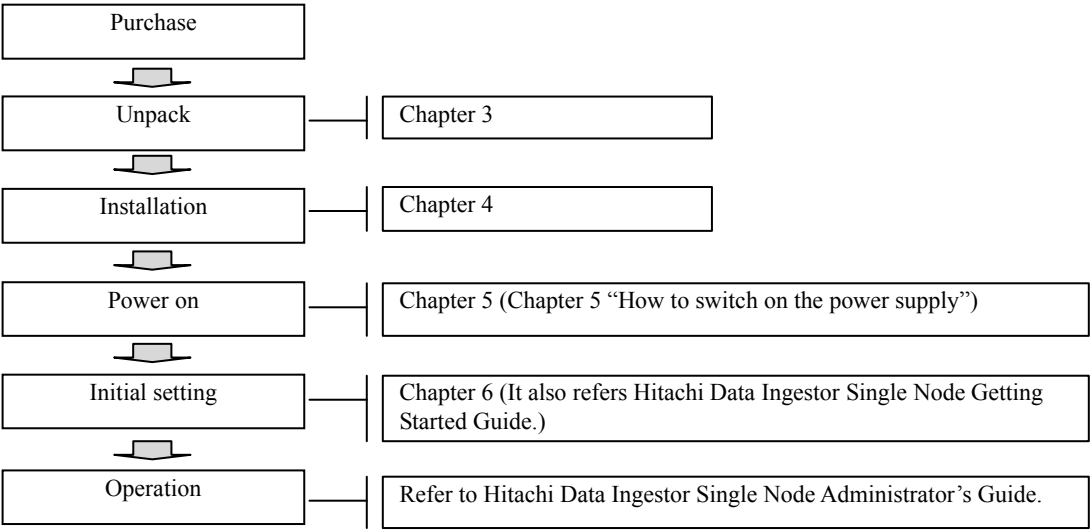 Purchase
Unpack
Chapter 3
Installation
Chapter 4
Power on
Chapter 5 (Chapter 5 “How to switch on the power supply”)
Initial setting
Chapter 6 (It also refers Hitachi Data Ingestor Single Node Getting
Started Guide.)
Operation
Refer to Hitachi Data Ingestor Single Node Administrator’s Guide.